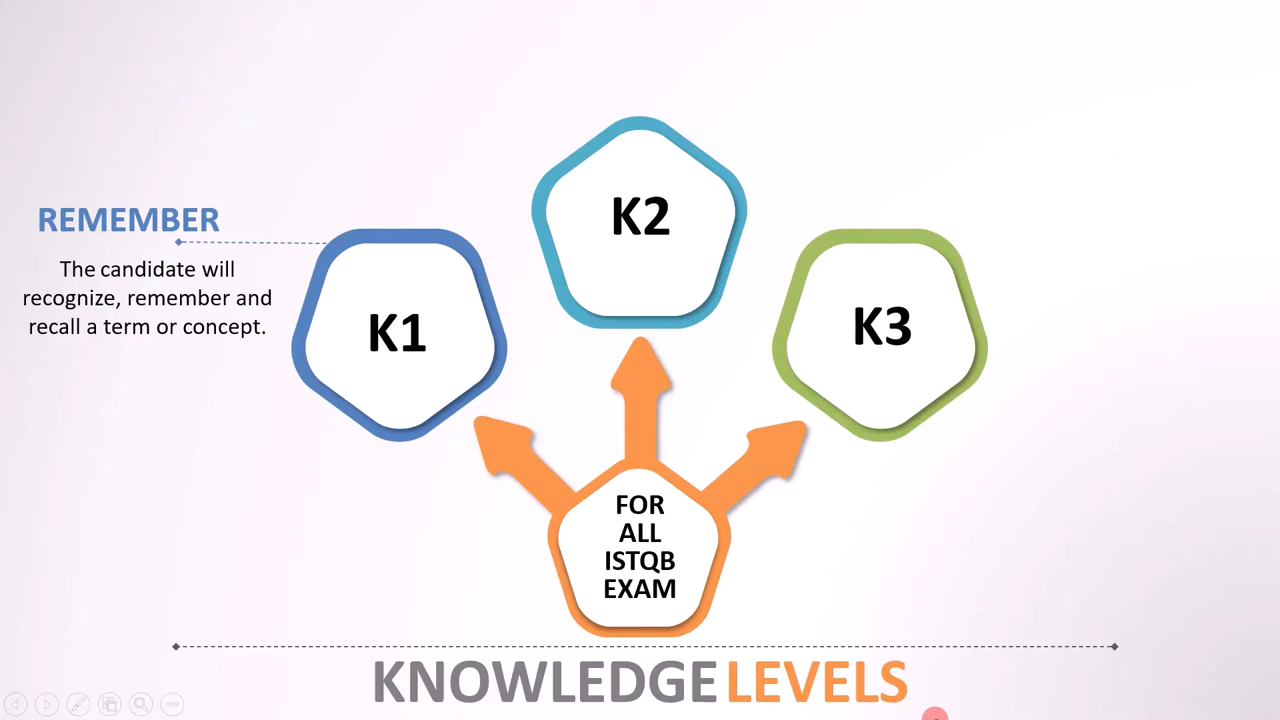 REMEMBER
The candidate will
recognize, remember and
recall a term or concept.
K1
K2
K3
FOR
ALL
ISTQB
EXAM
KNOWLEDGE LEVELS